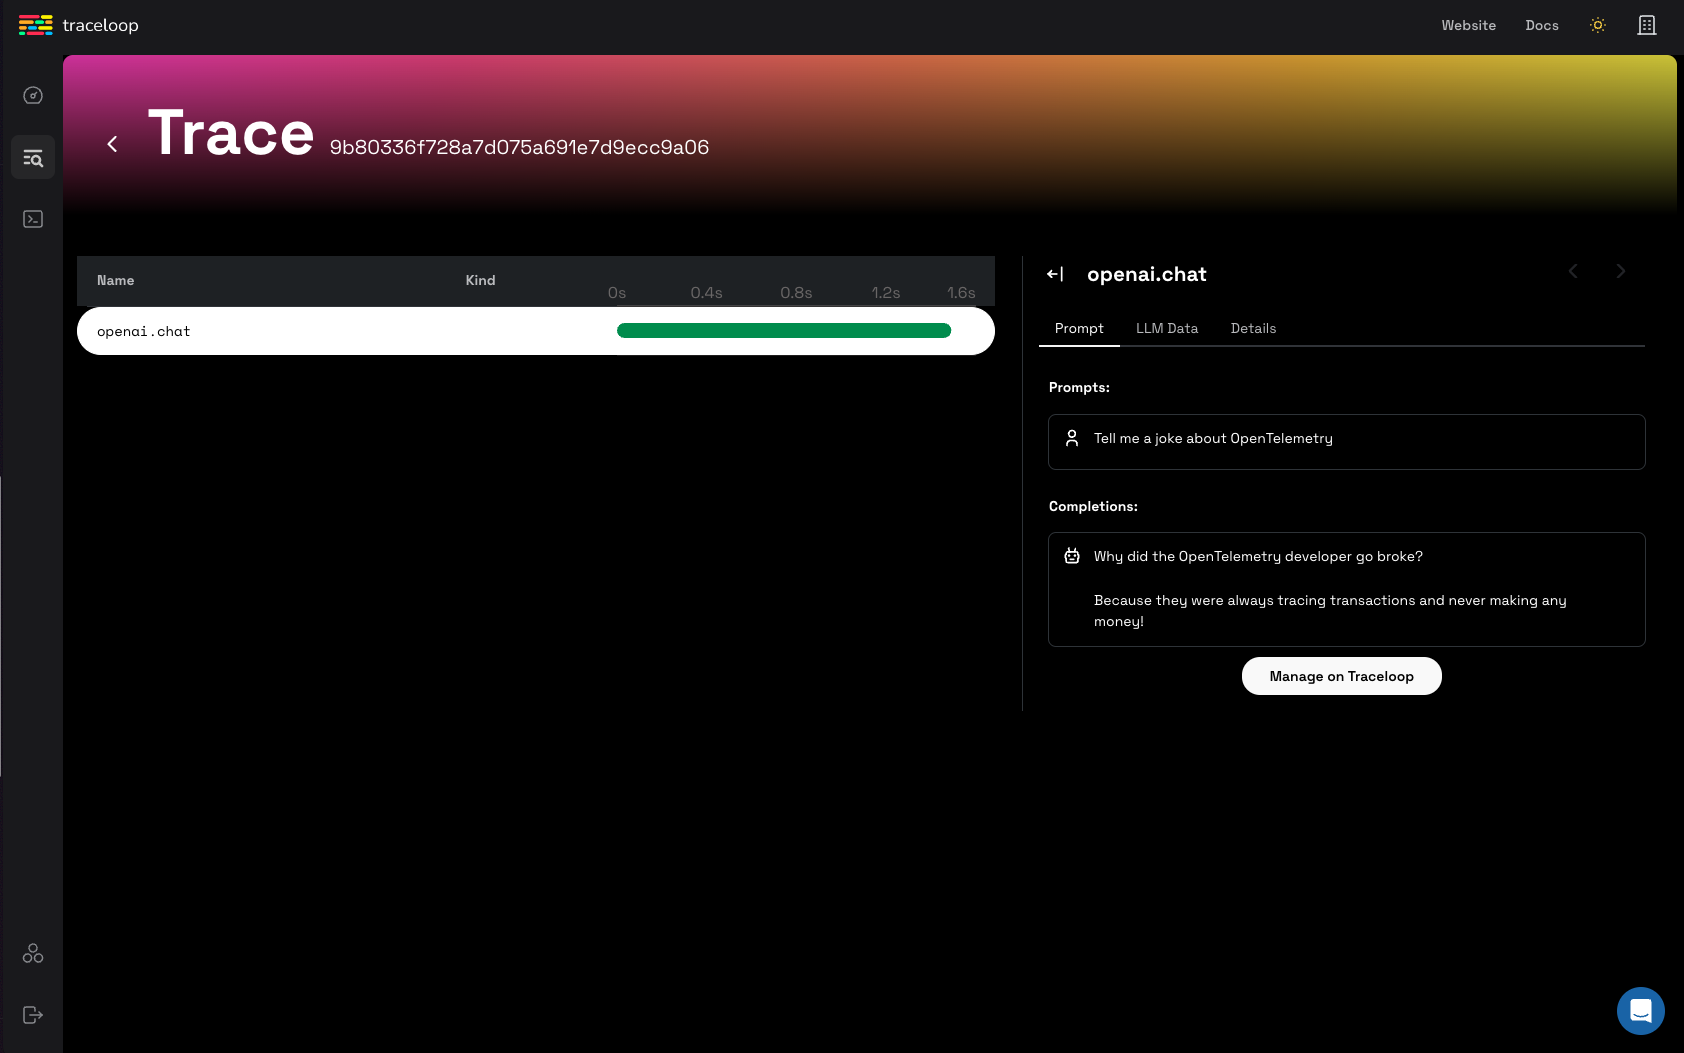 traceloop
Website
Docs
Trace 9b80336f728a7d075a691e7d9ecc9a06
Name
Kind
0s
0.4s
0.8s
1.2s
1.6s
openai.chat
openai.chat
Prompt
LLM Data
Details
Prompts:
Tell me a joke about OpenTelemetry
Completions:
Why did the OpenTelemetry developer go broke?
Because they were always tracing transactions and never making any
money!
Manage on Traceloop